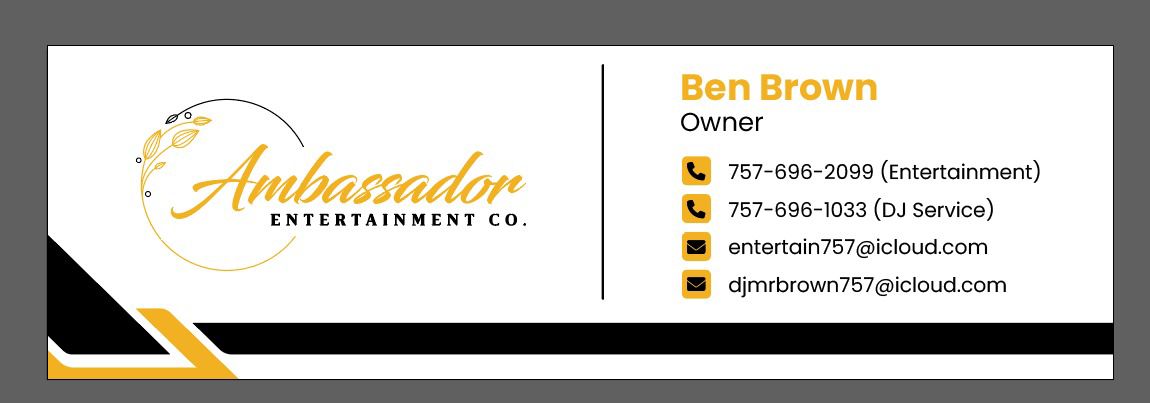 Ambassador
ENTERTAINMENT CO.
Ben Brown
Owner
757-696-2099 (Entertainment)
757-696-1033 (DJ Service)
entertain757@icloud.com
djmrbrown757@icloud.com